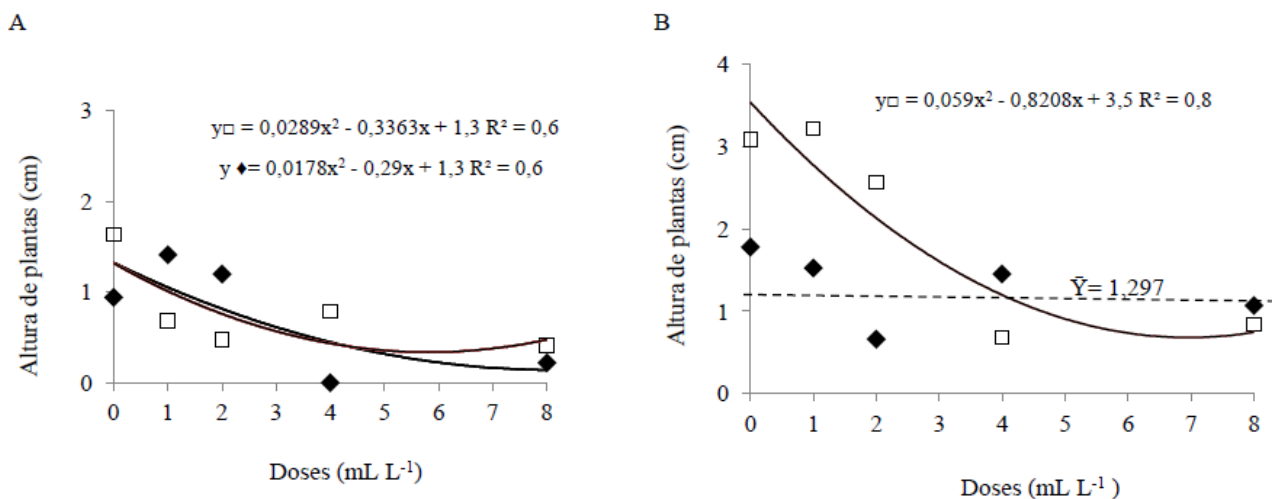 A
y□ = 0,0289x² - 0,3363x + 1,3 R² = 0,6
y ♦= 0,0178x² - 0,29x + 1,3 R² = 0,6
Altura de plantas (cm)
3
2
1
0
0 1 2 3 4 5 6 7 8
Doses (mL L⁻¹)
B
y□ = 0,059x² - 0,8208x + 3,5 R² = 0,8
Altura de plantas (cm)
4
3
2
1
0
Ȳ= 1,297
0 1 2 3 4 5 6 7 8
Doses (mL L⁻¹ )